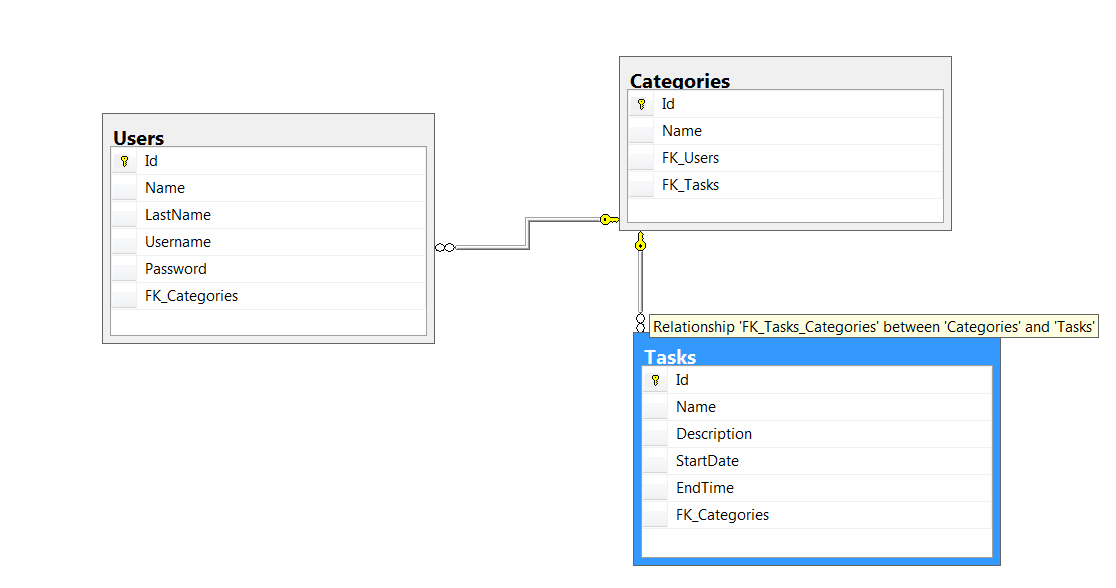 Users
Id
Name
LastName
Username
Password
FK_Categories
Categories
Id
Name
FK_Users
FK_Tasks
Relationship 'FK_Tasks_Categories' between 'Categories' and 'Tasks'
Tasks
Id
Name
Description
StartDate
EndTime
FK_Categories